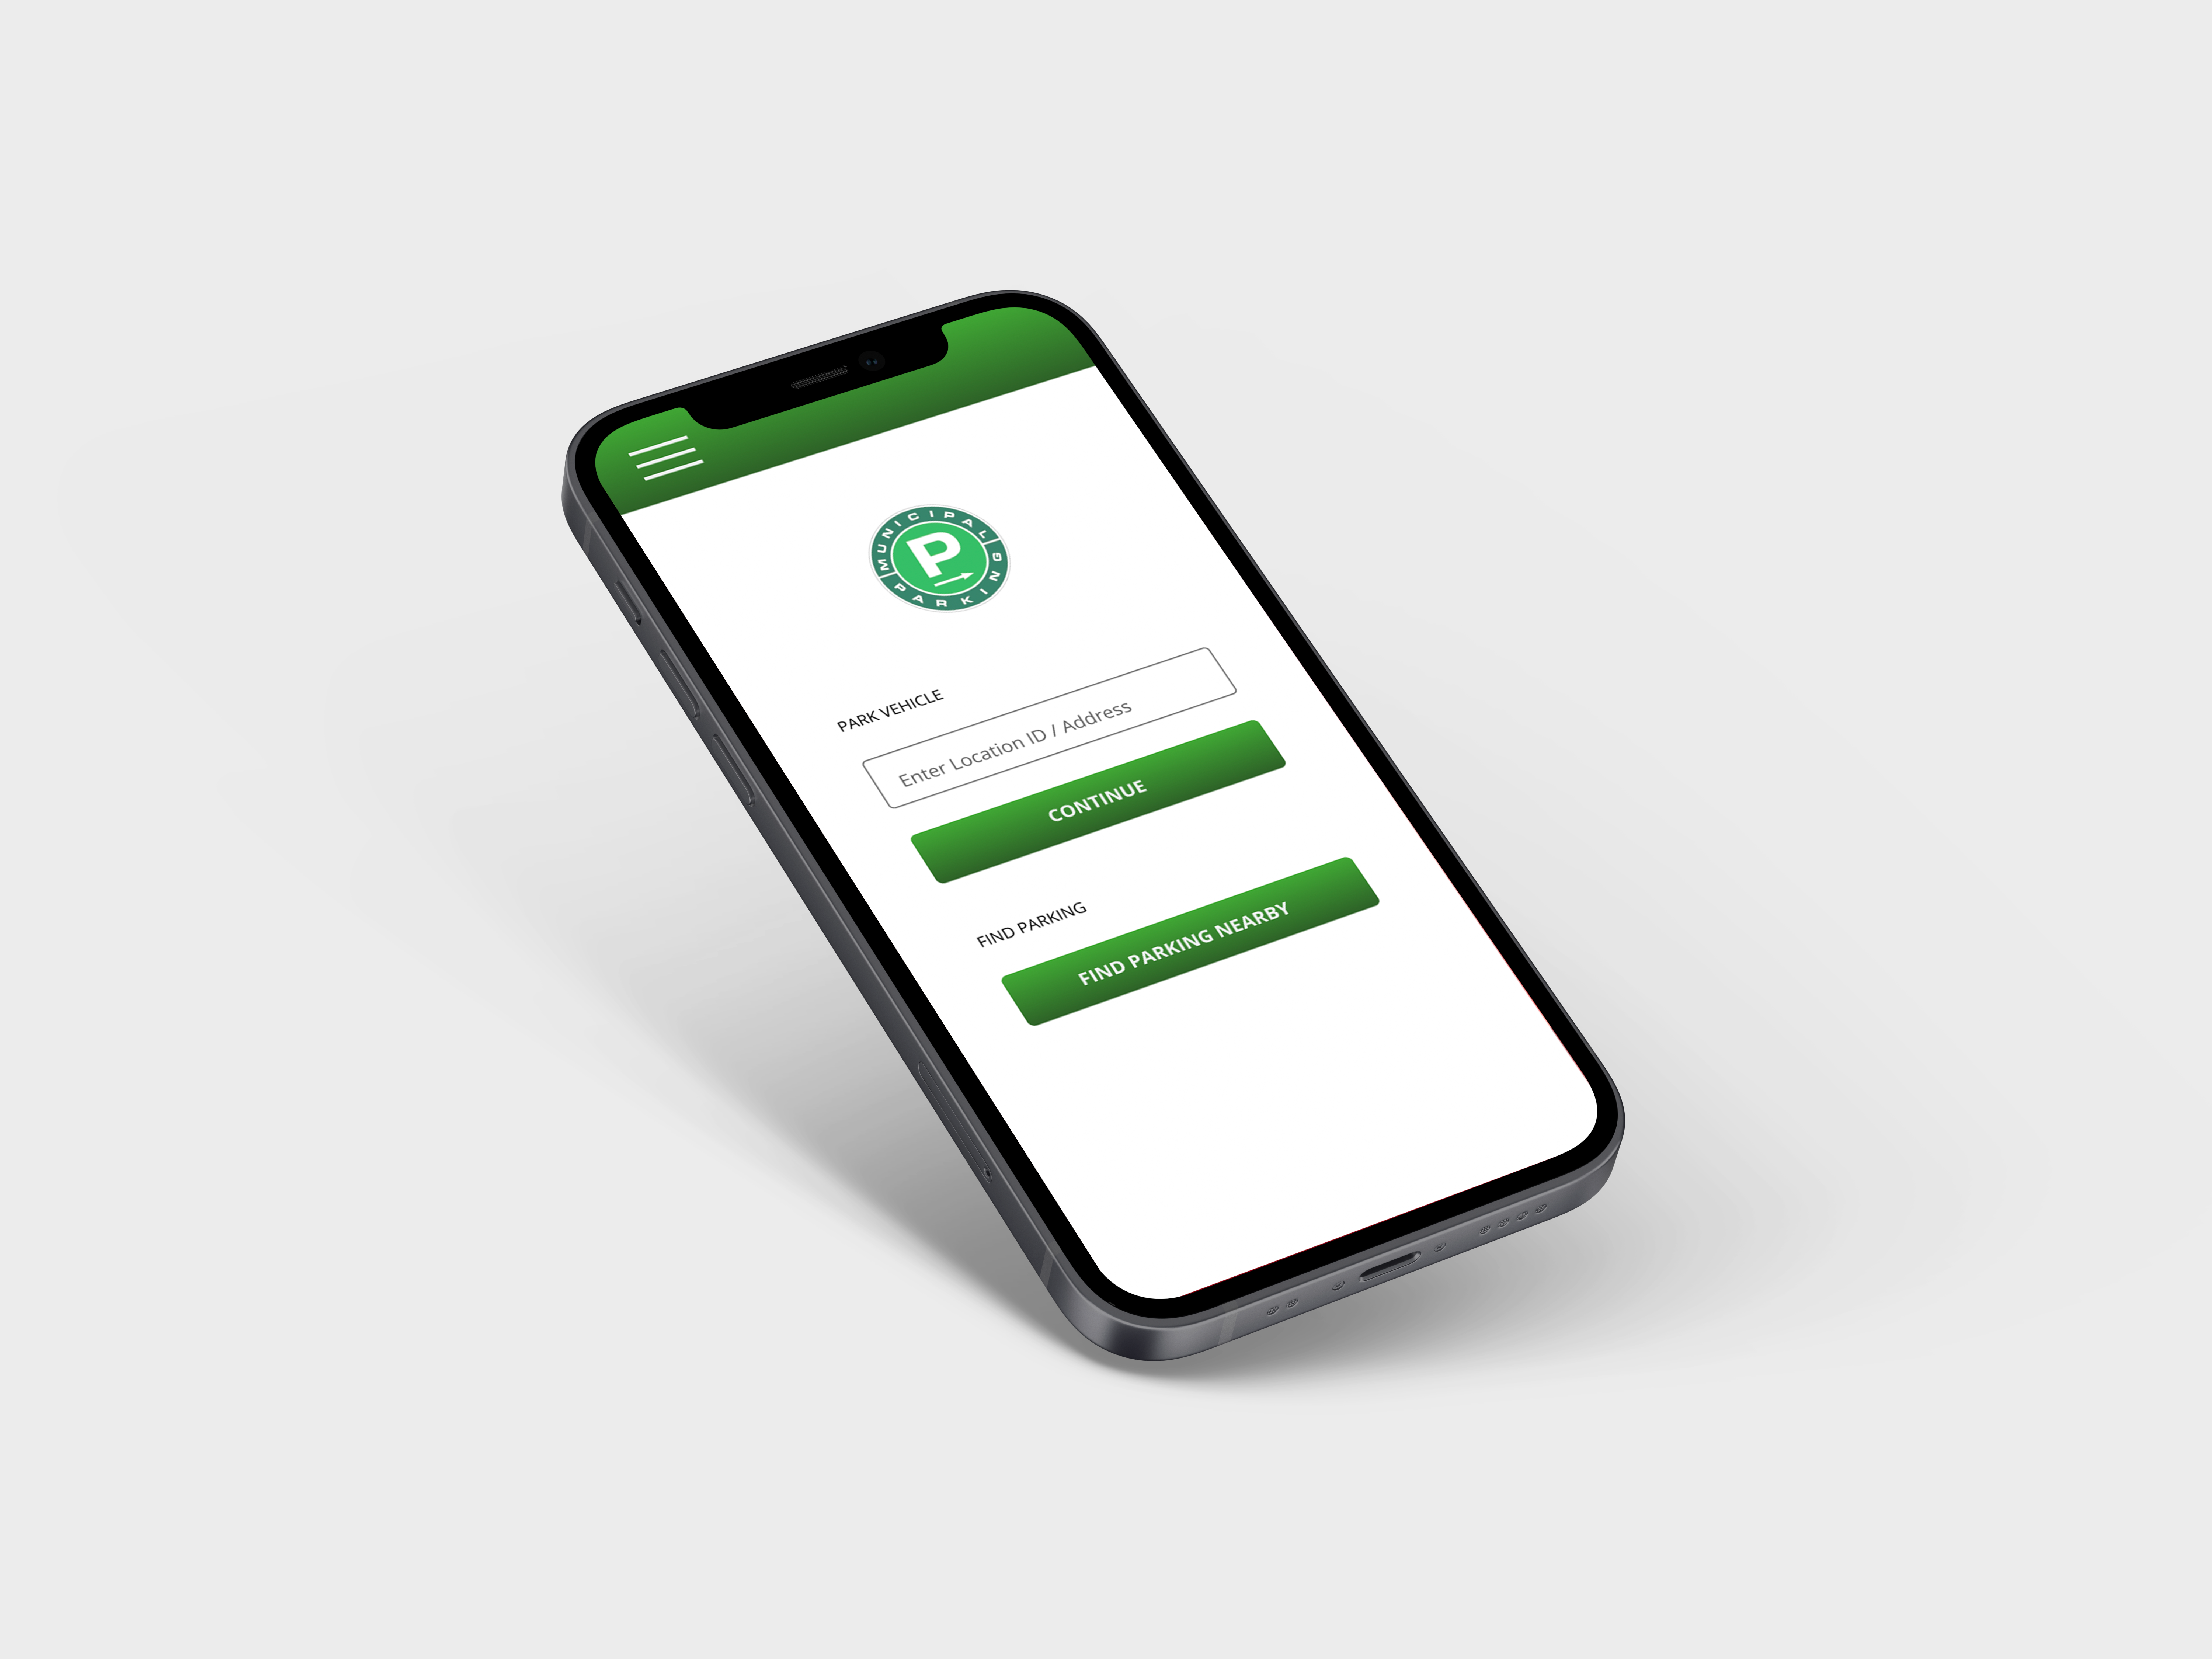 MUNICIPAL
P
PARKING
PARK VEHICLE
Enter Location ID / Address
CONTINUE
FIND PARKING
FIND PARKING NEARBY